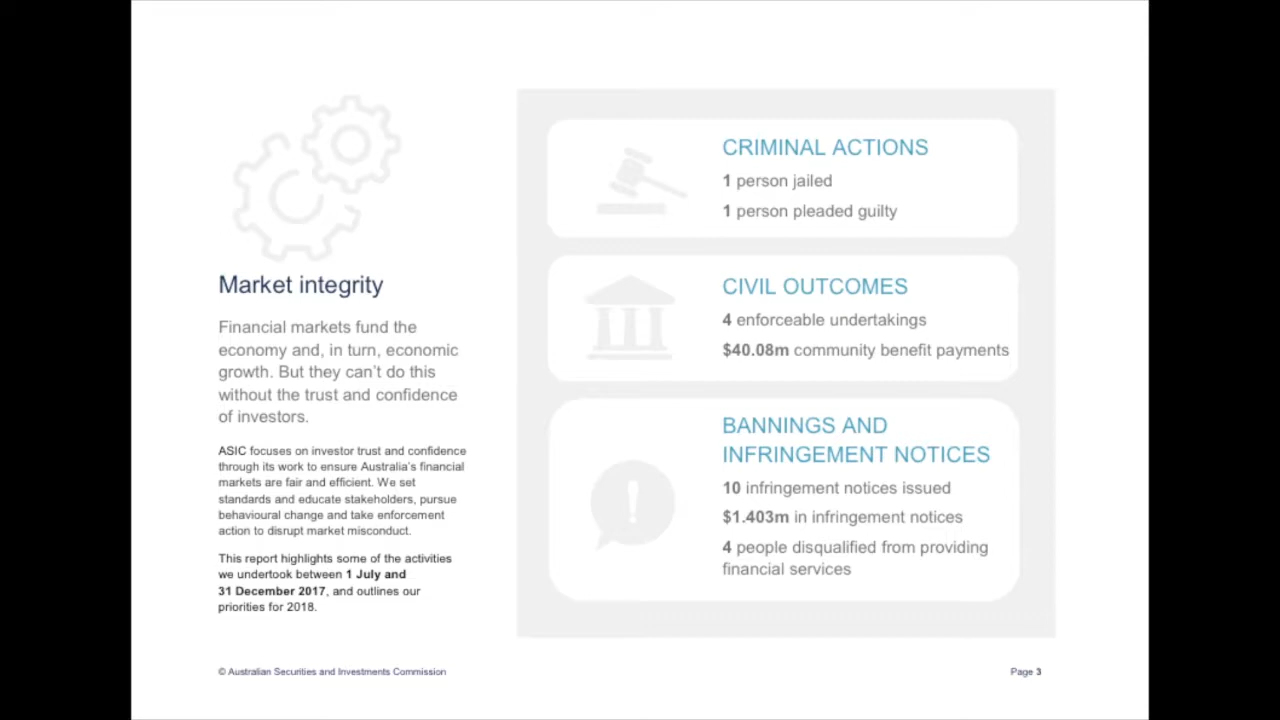 Market integrity
Financial markets fund the
economy and, in turn, economic
growth. But they can't do this
without the trust and confidence
of investors.
ASIC focuses on investor trust and confidence
through its work to ensure Australia's financial
markets are fair and efficient. We set
standards and educate stakeholders, pursue
behavioural change and take enforcement
action to disrupt market misconduct.
This report highlights some of the activities
we undertook between 1 July and
31 December 2017, and outlines our
priorities for 2018.
CRIMINAL ACTIONS
1 person jailed
1 person pleaded guilty
CIVIL OUTCOMES
4 enforceable undertakings
$40.08m community benefit payments
BANNINGS AND
INFRINGEMENT NOTICES
10 infringement notices issued
$1.403m in infringement notices
4 people disqualified from providing
financial services
© Australian Securities and Investments Commission
Page 3